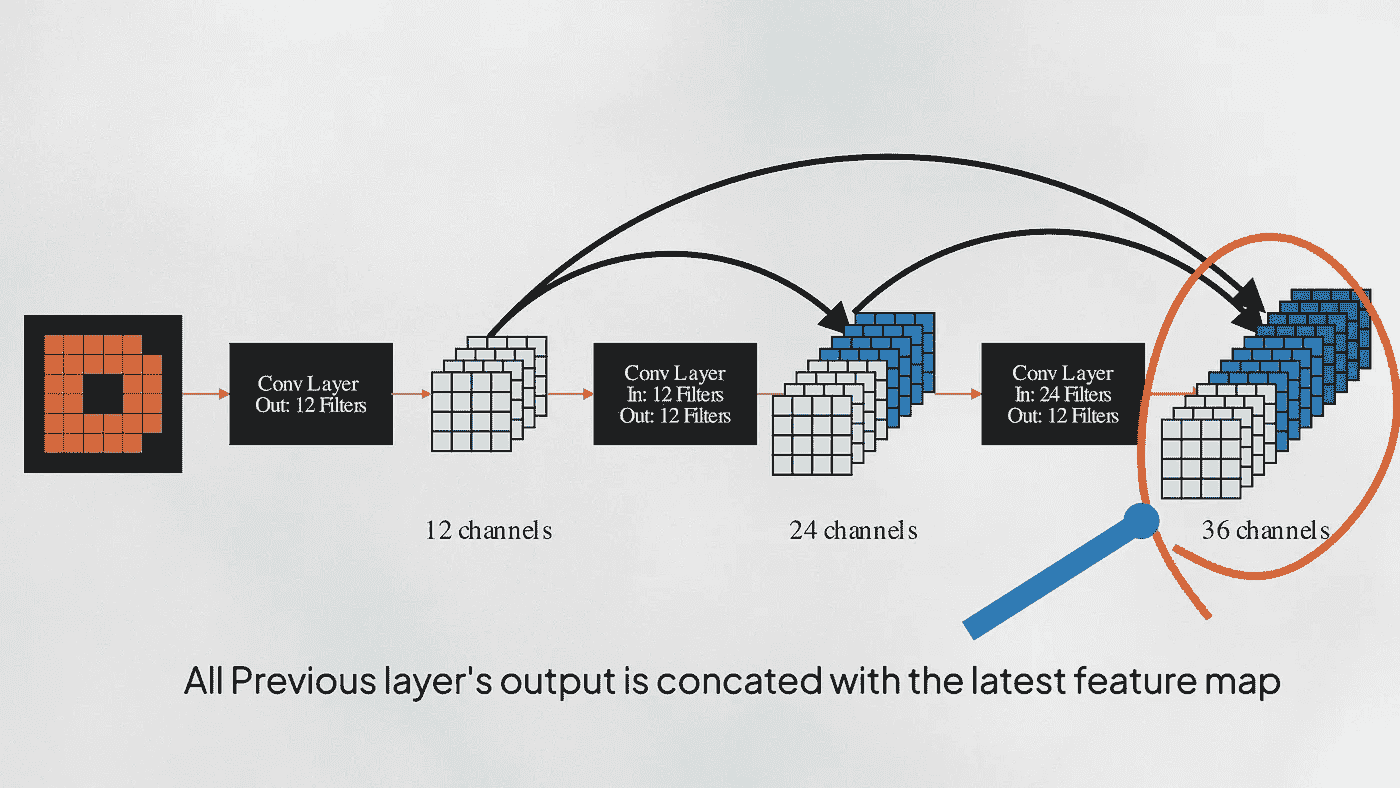 Conv Layer
Out: 12 Filters
Conv Layer
In: 12 Filters
Out: 12 Filters
Conv Layer
In: 24 Filters
Out: 12 Filters
12 channels
24 channels
36 channels
All Previous layer's output is concated with the latest feature map